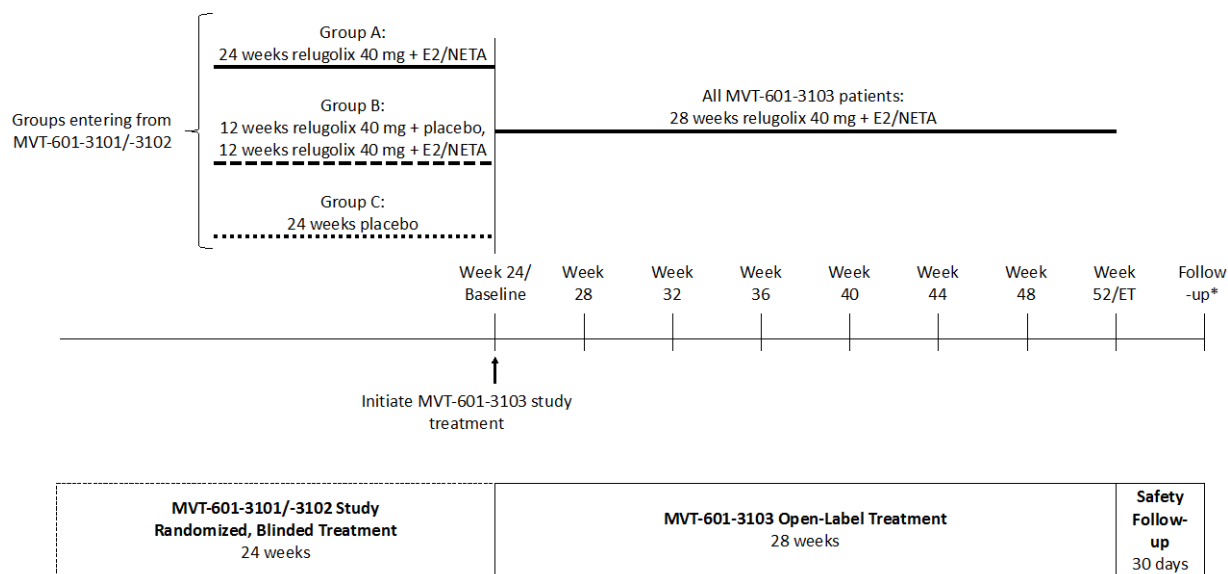 Group A:
24 weeks relugolix 40 mg + E2/NETA
Groups entering from
MVT-601-3101/-3102
Group B:
12 weeks relugolix 40 mg + placebo,
12 weeks relugolix 40 mg + E2/NETA
All MVT-601-3103 patients:
28 weeks relugolix 40 mg + E2/NETA
Group C:
24 weeks placebo
Week 24/
Baseline
Week
28
Week
32
Week
36
Week
40
Week
44
Week
48
Week
52/ET
Follow
-up*
Initiate MVT-601-3103 study
treatment
MVT-601-3101/-3102 Study
Randomized, Blinded Treatment
24 weeks
MVT-601-3103 Open-Label Treatment
28 weeks
Safety
Follow-
up
30 days